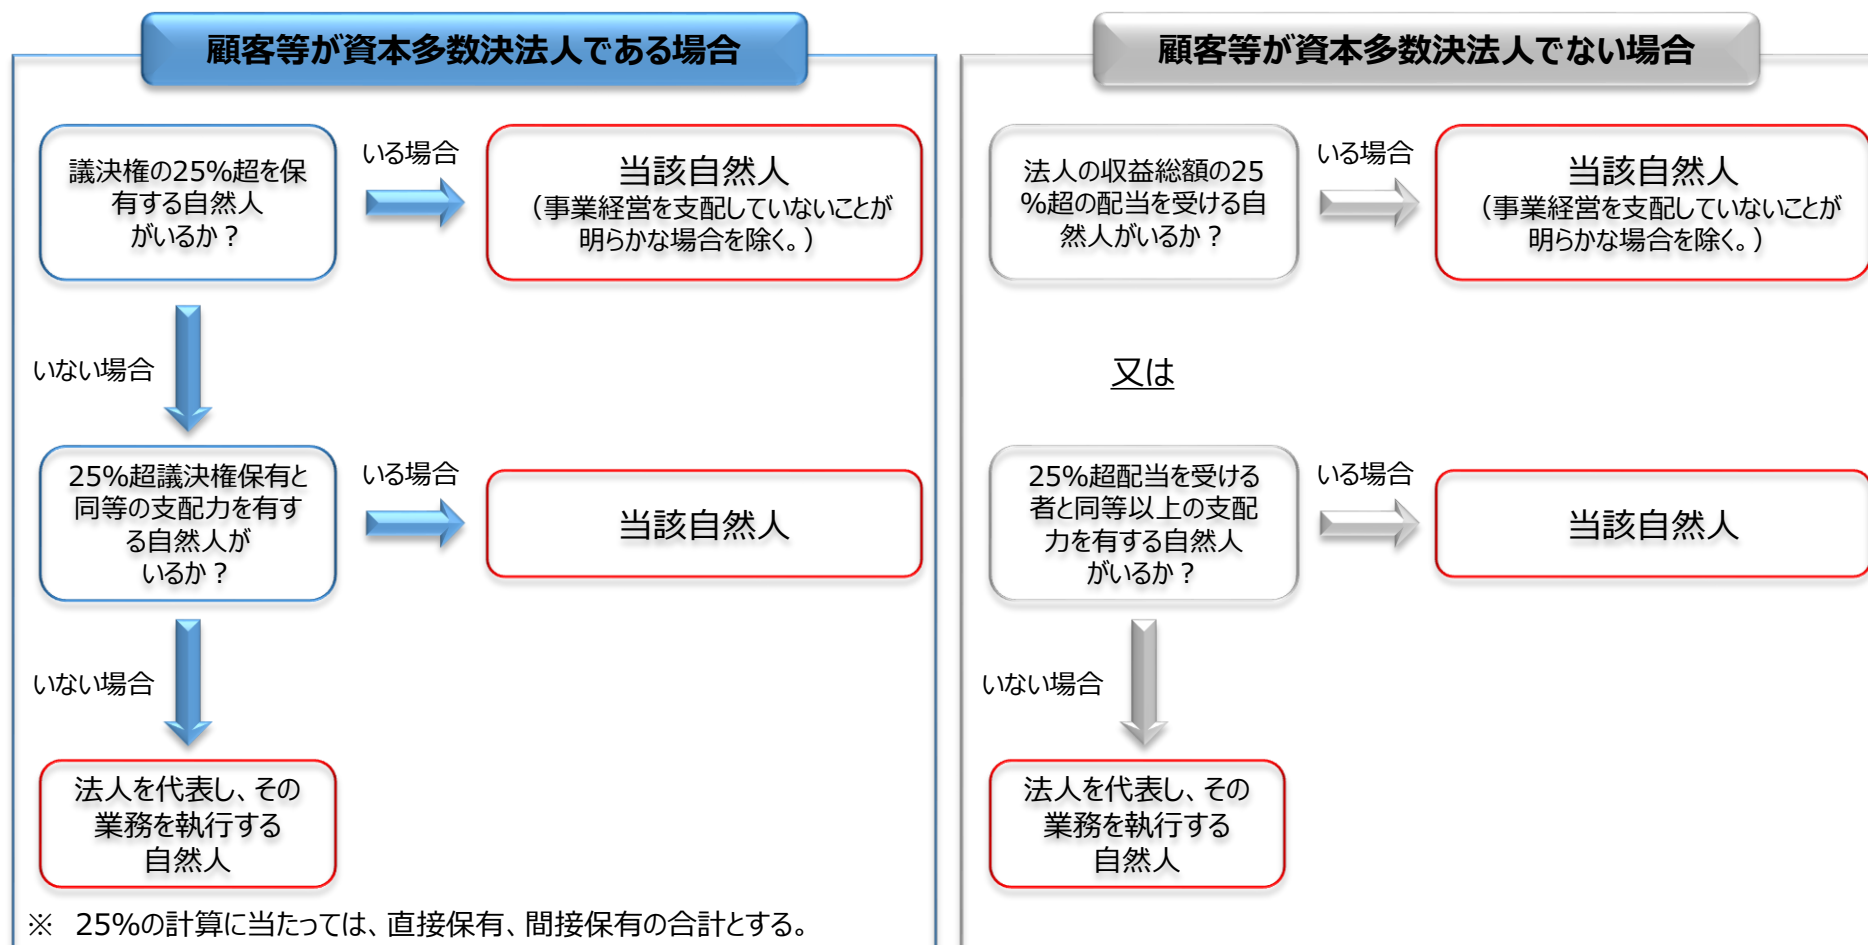 顧客等が資本多数決法人である場合
議決権の25%超を保
有する自然人
がいるか？
いる場合
当該自然人
（事業経営を支配していないことが
明らかな場合を除く。）
いない場合
25%超議決権保有と
同等の支配力を有す
る自然人が
いるか？
いる場合
当該自然人
いない場合
法人を代表し、その
業務を執行する
自然人
※　25%の計算に当たっては、直接保有、間接保有の合計とする。
顧客等が資本多数決法人でない場合
法人の収益総額の25
%超の配当を受ける自
然人がいるか？
いる場合
当該自然人
（事業経営を支配していないことが
明らかな場合を除く。）
又は
25%超配当を受ける
者と同等以上の支配
力を有する自然人
がいるか？
いる場合
当該自然人
いない場合
法人を代表し、その
業務を執行する
自然人